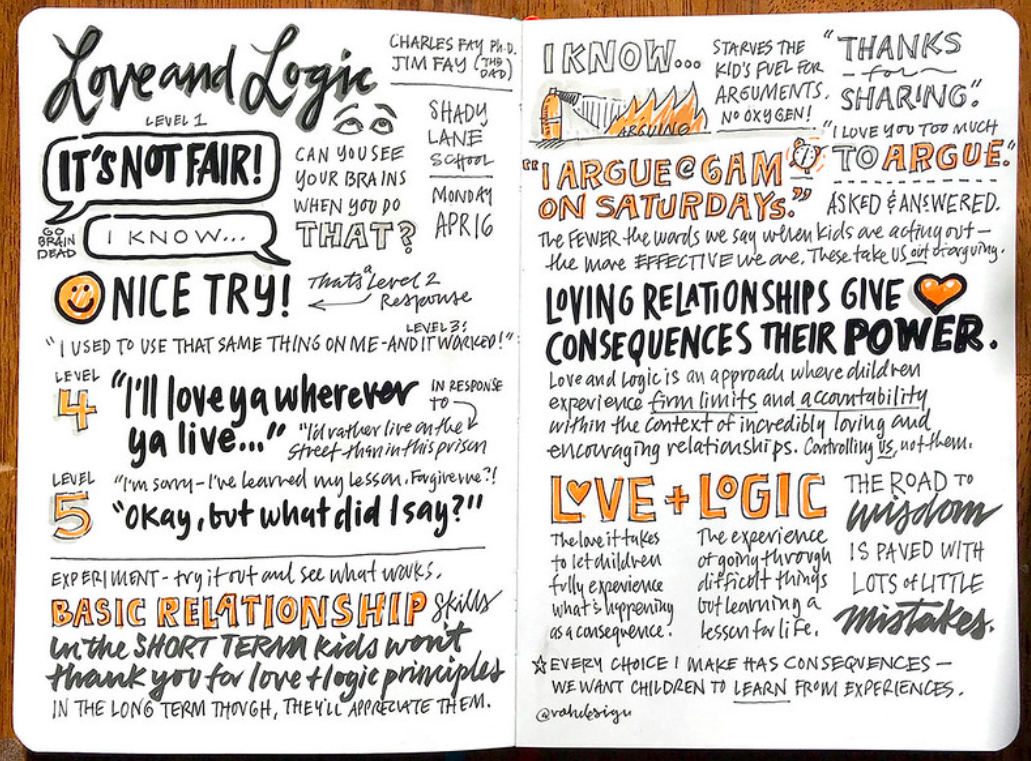 Love and Logic
CHARLES FAY Ph.D.
JIM FAY (THE DAD)
SHADY
LANE
SCHOOL
MONDAY
APR 16
LEVEL 1
IT'S NOT FAIR!
I KNOW...
GO
BRAIN
DEAD
CAN YOU SEE
YOUR BRAINS
WHEN YOU DO
THAT?
NICE TRY!
That's a Level 2
Response
LEVEL 3:
"I USED TO USE THAT SAME THING ON ME-AND IT WORKED!"
LEVEL
4
"I'll love ya wherever
ya live..."
IN RESPONSE
TO
"I'd rather live on the
street than in this prison
LEVEL
5
"I'm sorry-I've learned my lesson. Forgive me?!
"Okay, but what did I say?"
EXPERIMENT-try it out and see what works.
BASIC RELATIONSHIP skills
In the SHORT TERM kids won't
thank you for love + logic principles
IN THE LONG TERM THOUGH, THEY'LL APPRECIATE THEM.
I KNOW...
ARGUING
STARVES THE
KID'S FUEL FOR
ARGUMENTS.
NO OXYGEN!
"THANKS
-for-
SHARING."
"I LOVE YOU TOO MUCH
TO ARGUE."
"I ARGUE @ 6AM
ON SATURDAYS."
ASKED & ANSWERED.
The FEWER the words we say when kids are acting out-
the more EFFECTIVE we are. These take US out of arguing.
LOVING RELATIONSHIPS GIVE
CONSEQUENCES THEIR POWER.
Love and Logic is an approach where children
experience firm limits and accountability
within the context of incredibly loving and
encouraging relationships. Controlling us, not them.
LOVE + LOGIC
The love it takes
to let children
fully experience
what's happening
as a consequence.
The experience
of going through
difficult things
but learning a
lesson for life.
THE ROAD TO
wisdom
IS PAVED WITH
LOTS of LITTLE
mistakes.
☆ EVERY CHOICE I MAKE HAS CONSEQUENCES-
WE WANT CHILDREN TO LEARN FROM EXPERIENCES.
@rohdesign